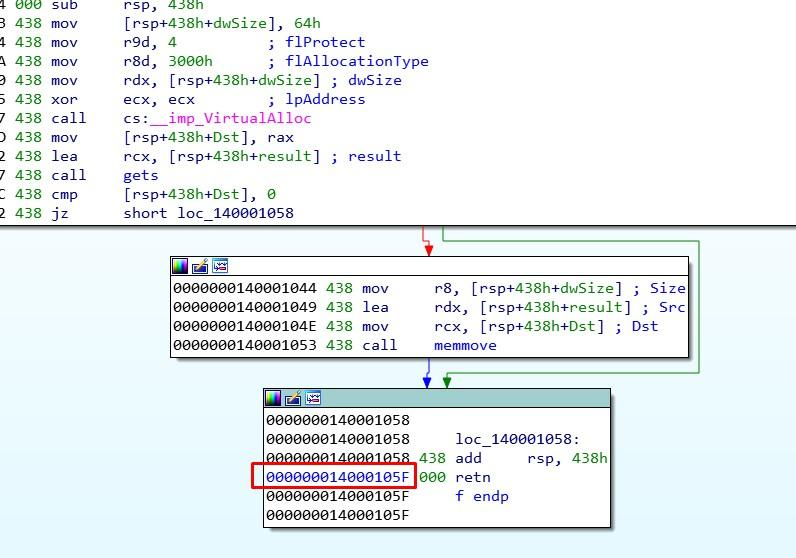 4 000 sub rsp, 438h
3 438 mov [rsp+438h+dwSize], 64h
4 438 mov r9d, 4 ; flProtect
A 438 mov r8d, 3000h ; flAllocationType
0 438 mov rdx, [rsp+438h+dwSize] ; dwSize
5 438 xor ecx, ecx ; lpAddress
7 438 call cs:__imp_VirtualAlloc
D 438 mov [rsp+438h+Dst], rax
2 438 lea rcx, [rsp+438h+result] ; result
7 438 call gets
C 438 cmp [rsp+438h+Dst], 0
2 438 jz short loc_140001058
0000000140001044 438 mov r8, [rsp+438h+dwSize] ; Size
0000000140001049 438 lea rdx, [rsp+438h+result] ; Src
000000014000104E 438 mov rcx, [rsp+438h+Dst] ; Dst
0000000140001053 438 call memmove
0000000140001058
0000000140001058 loc_140001058:
0000000140001058 438 add rsp, 438h
000000014000105F 000 retn
000000014000105F f endp
000000014000105F